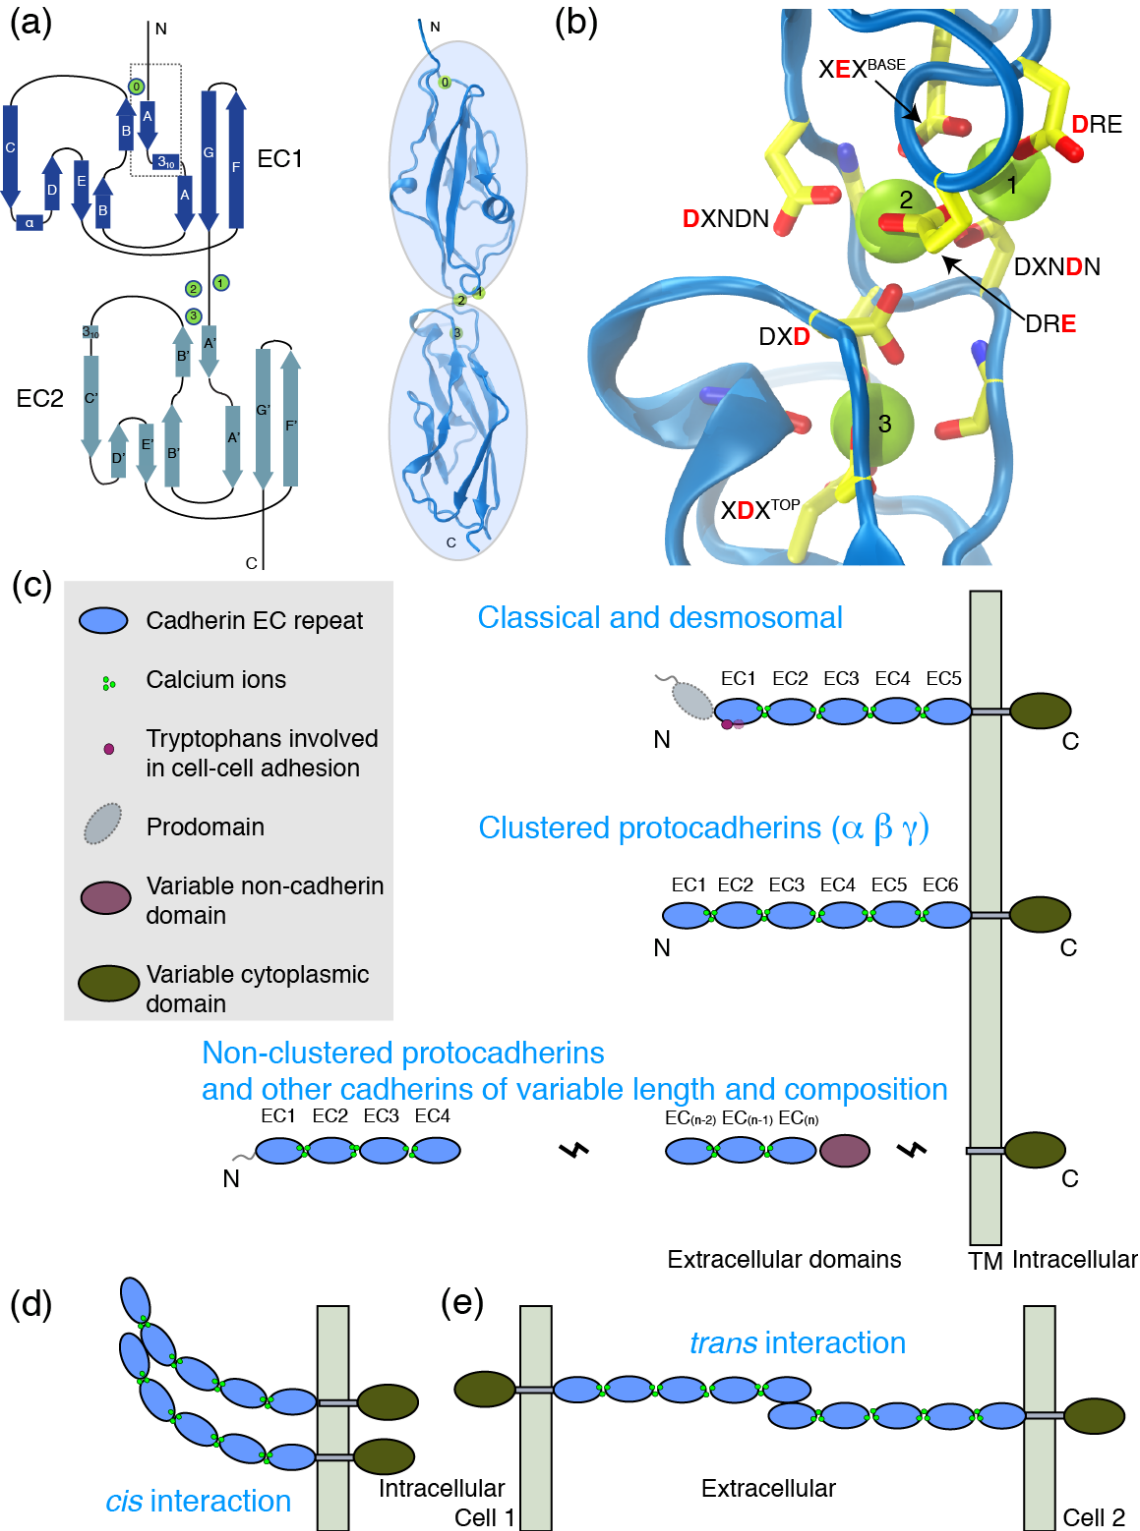 (a)
N
0
A
B
3₁₀
C
D
E
G
F
EC1
B
A
α
2
1
3
3₁₀
B'
A'
EC2
C'
G'
F'
D'
E'
B'
A'
C
N
0
1
2
3
C
(b)
XEX^BASE
DRE
1
2
DXNDN
DXNDN
DRE
DXD
3
XDX^TOP
(c)
Cadherin EC repeat
Calcium ions
Tryptophans involved
in cell-cell adhesion
Prodomain
Variable non-cadherin
domain
Variable cytoplasmic
domain
Classical and desmosomal
EC1 EC2 EC3 EC4 EC5
N
C
Clustered protocadherins (α β γ)
EC1 EC2 EC3 EC4 EC5 EC6
N
C
Non-clustered protocadherins
and other cadherins of variable length and composition
EC1 EC2 EC3 EC4
EC(n-2) EC(n-1) EC(n)
N
C
Extracellular domains
TM
Intracellular
(d)
cis interaction
(e)
trans interaction
Intracellular
Cell 1
Extracellular
Cell 2